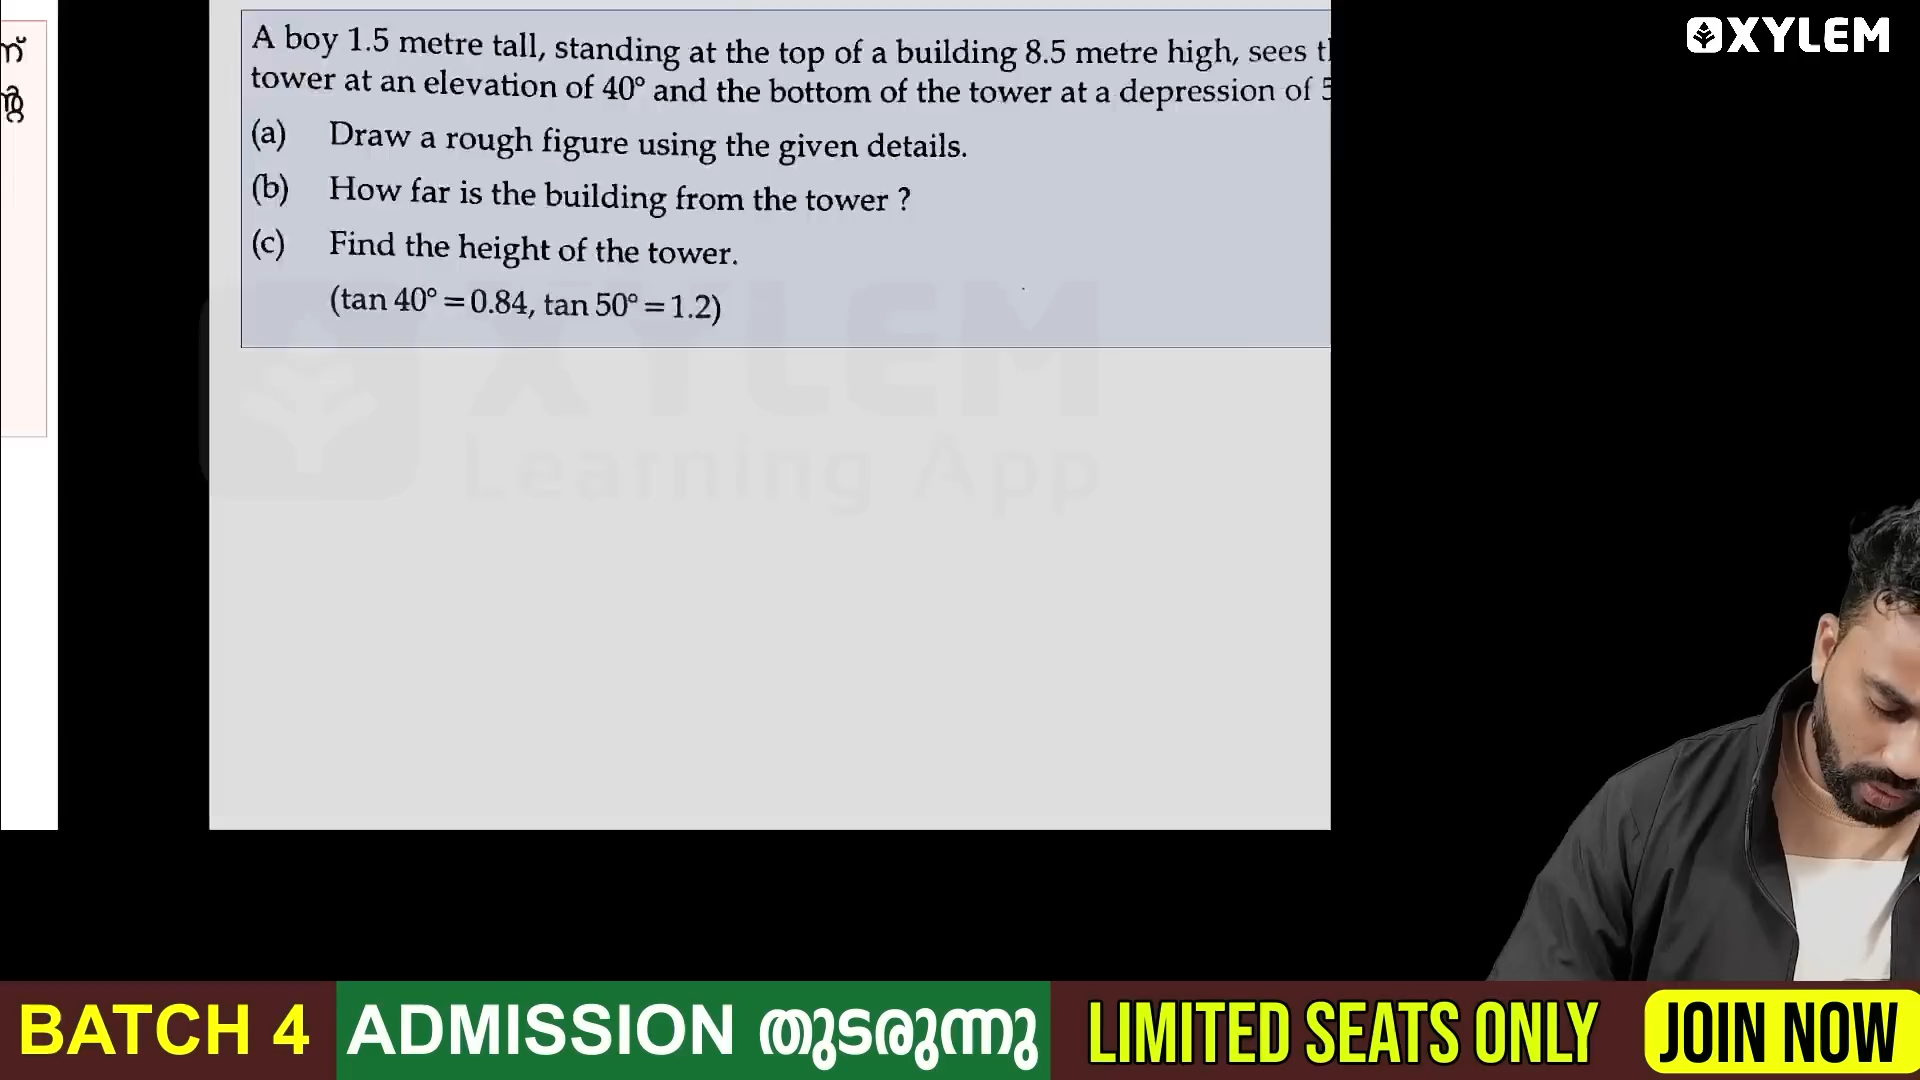 ന്
XYLEM
A boy 1.5 metre tall, standing at the top of a building 8.5 metre high, sees
tower at an elevation of 40° and the bottom of the tower at a depression of
(a) Draw a rough figure using the given details.
(b) How far is the building from the tower ?
(c) Find the height of the tower.
(tan 40° = 0.84, tan 50° = 1.2)
XYLEM
Learning App
BATCH 4 ADMISSION തുടരുന്നു LIMITED SEATS ONLY JOIN NOW